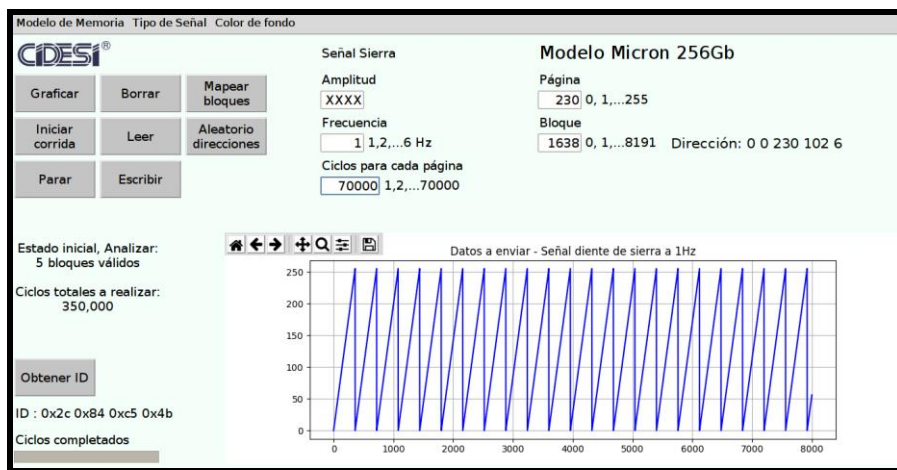 Modelo de Memoria Tipo de Señal Color de fondo
CIDESI®
Graficar Borrar Mapear bloques
Iniciar corrida Leer Aleatorio direcciones
Parar Escribir
Señal Sierra
Amplitud
XXXX
Frecuencia
1 1,2,...6 Hz
Ciclos para cada página
70000 1,2,...70000
Modelo Micron 256Gb
Página
230 0, 1,...255
Bloque
1638 0, 1,...8191 Dirección: 0 0 230 102 6
Estado inicial, Analizar:
5 bloques válidos
Ciclos totales a realizar:
350,000
Obtener ID
ID : 0x2c 0x84 0xc5 0x4b
Ciclos completados
Datos a enviar - Señal diente de sierra a 1Hz
250
200
150
100
50
0
0 1000 2000 3000 4000 5000 6000 7000 8000